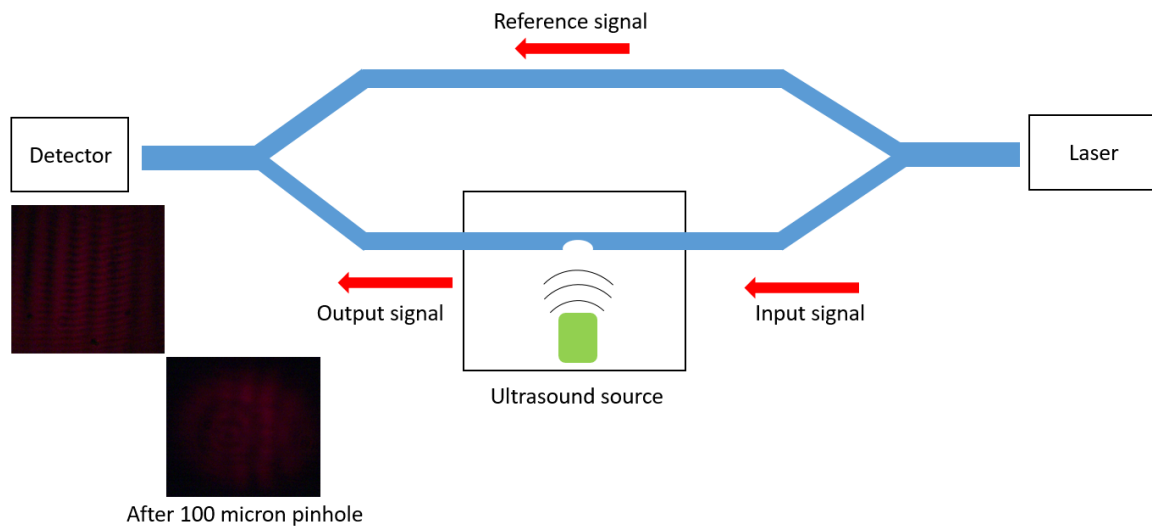 Reference signal
Detector
Laser
Output signal
Input signal
Ultrasound source
After 100 micron pinhole